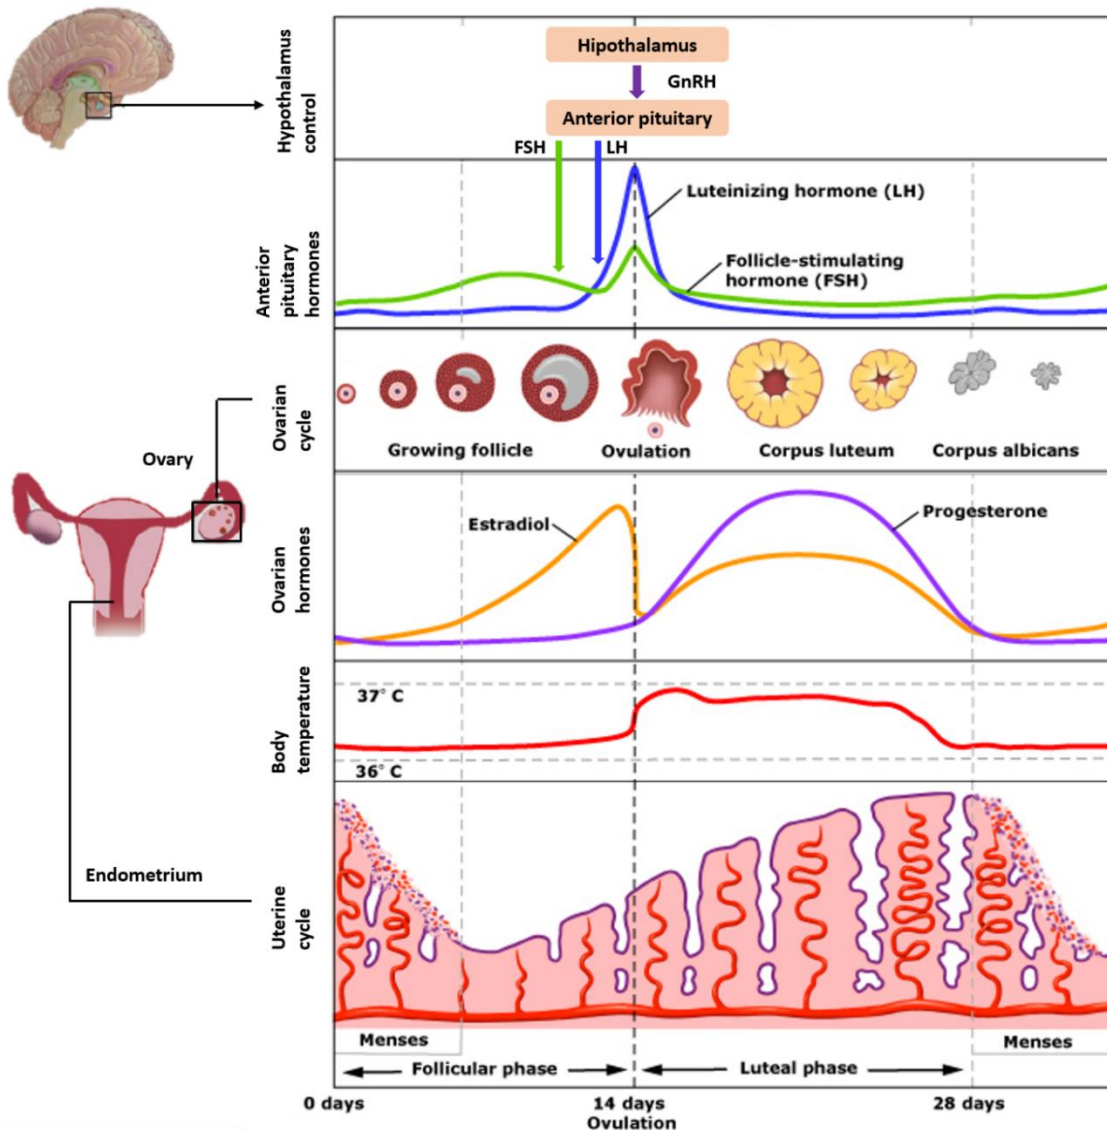 Hypothalamus
control
Hipothalamus
GnRH
Anterior pituitary
FSH
LH
Anterior
pituitary
hormones
Luteinizing hormone (LH)
Follicle-stimulating
hormone (FSH)
Ovarian
cycle
Growing follicle
Ovulation
Corpus luteum
Corpus albicans
Ovary
Ovarian
hormones
Estradiol
Progesterone
Body
temperature
37° C
36° C
Endometrium
Uterine
cycle
Menses
Menses
Follicular phase
Luteal phase
0 days
14 days
28 days
Ovulation